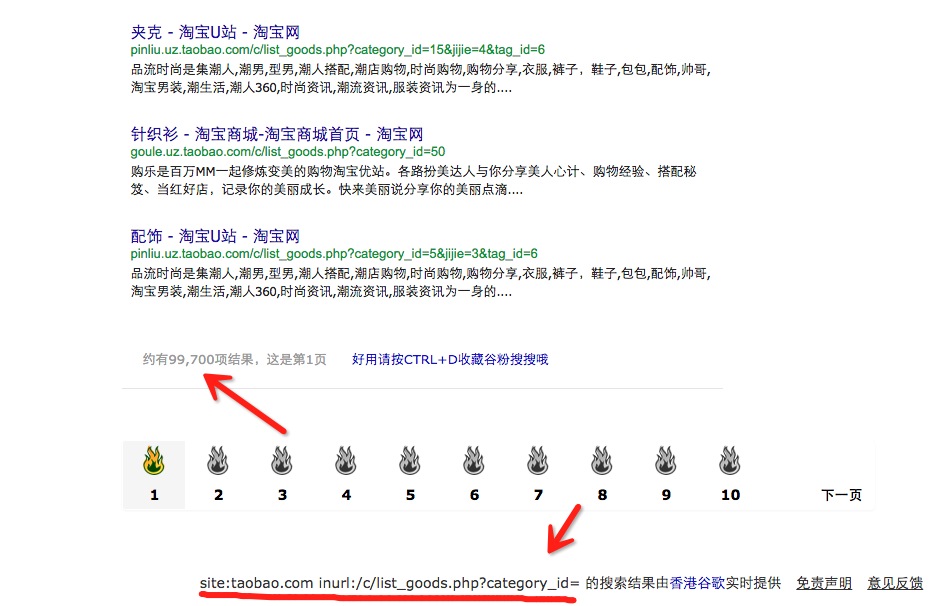 夹克 - 淘宝U站 - 淘宝网
pinliu.uz.taobao.com/c/list_goods.php?category_id=15&jijie=4&tag_id=6
品流时尚是集潮人,潮男,型男,潮人搭配,潮店购物,时尚购物,购物分享,衣服,裤子，鞋子,包包,配饰,帅哥,
淘宝男装,潮生活,潮人360,时尚资讯,潮流资讯,服装资讯为一身的....
针织衫 - 淘宝商城-淘宝商城首页 - 淘宝网
goule.uz.taobao.com/c/list_goods.php?category_id=50
购乐是百万MM一起修炼变美的购物淘宝优站。各路扮美达人与你分享美人心计、购物经验、搭配秘
笈、当红好店，记录你的美丽成长。快来美丽说分享你的美丽点滴....
配饰 - 淘宝U站 - 淘宝网
pinliu.uz.taobao.com/c/list_goods.php?category_id=5&jijie=3&tag_id=6
品流时尚是集潮人,潮男,型男,潮人搭配,潮店购物,时尚购物,购物分享,衣服,裤子，鞋子,包包,配饰,帅哥,
淘宝男装,潮生活,潮人360,时尚资讯,潮流资讯,服装资讯为一身的....
约有99,700项结果，这是第1页 好用请按CTRL+D收藏谷粉搜搜哦
1 2 3 4 5 6 7 8 9 10 下一页
site:taobao.com inurl:/c/list_goods.php?category_id= 的搜索结果由香港谷歌实时提供 免责声明 意见反馈